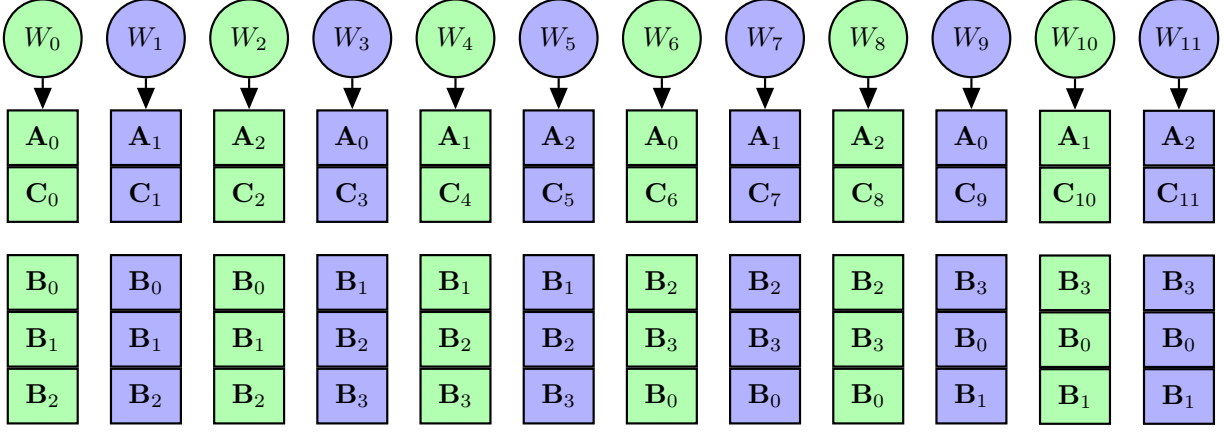 W₀ W₁ W₂ W₃ W₄ W₅ W₆ W₇ W₈ W₉ W₁₀ W₁₁
A₀ A₁ A₂ A₀ A₁ A₂ A₀ A₁ A₂ A₀ A₁ A₂
C₀ C₁ C₂ C₃ C₄ C₅ C₆ C₇ C₈ C₉ C₁₀ C₁₁
B₀ B₀ B₀ B₁ B₁ B₁ B₂ B₂ B₂ B₃ B₃ B₃
B₁ B₁ B₁ B₂ B₂ B₂ B₃ B₃ B₃ B₀ B₀ B₀
B₂ B₂ B₂ B₃ B₃ B₃ B₀ B₀ B₀ B₁ B₁ B₁